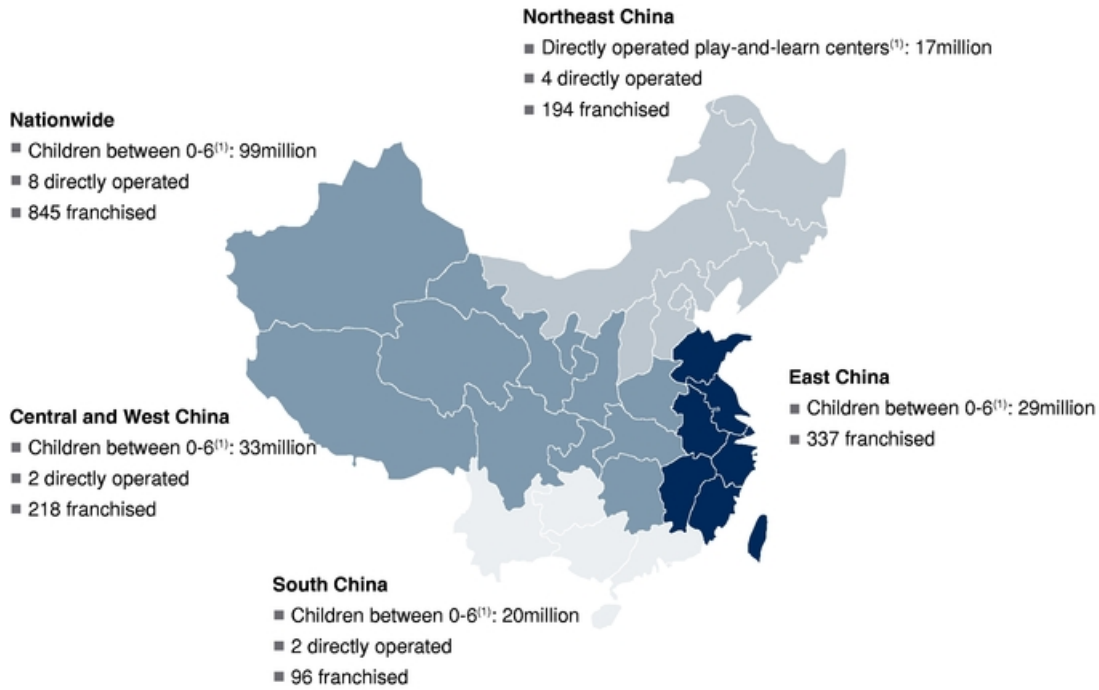 Northeast China
Directly operated play-and-learn centers(1): 17million
4 directly operated
194 franchised
Nationwide
Children between 0-6(1): 99million
8 directly operated
845 franchised
East China
Children between 0-6(1): 29million
337 franchised
Central and West China
Children between 0-6(1): 33million
2 directly operated
218 franchised
South China
Children between 0-6(1): 20million
2 directly operated
96 franchised